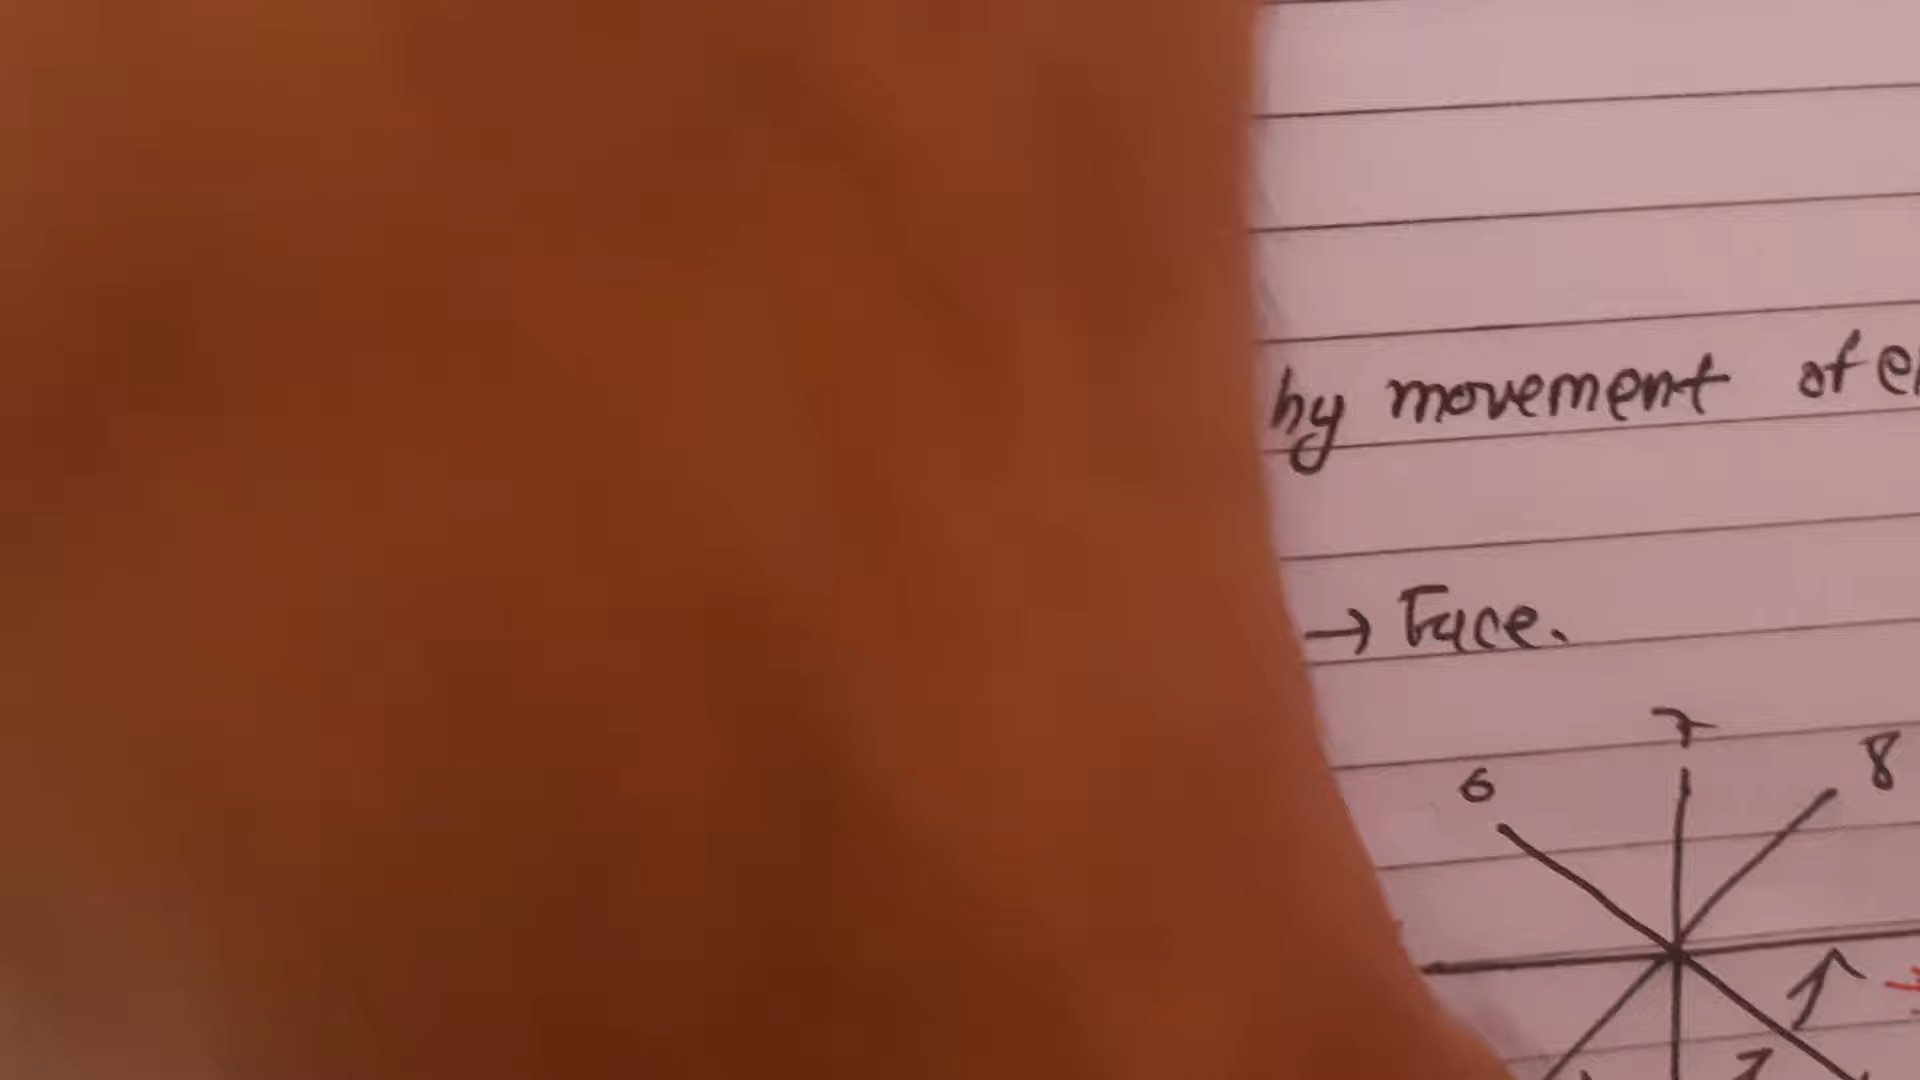 by movement of
→ Face.
7
6 8